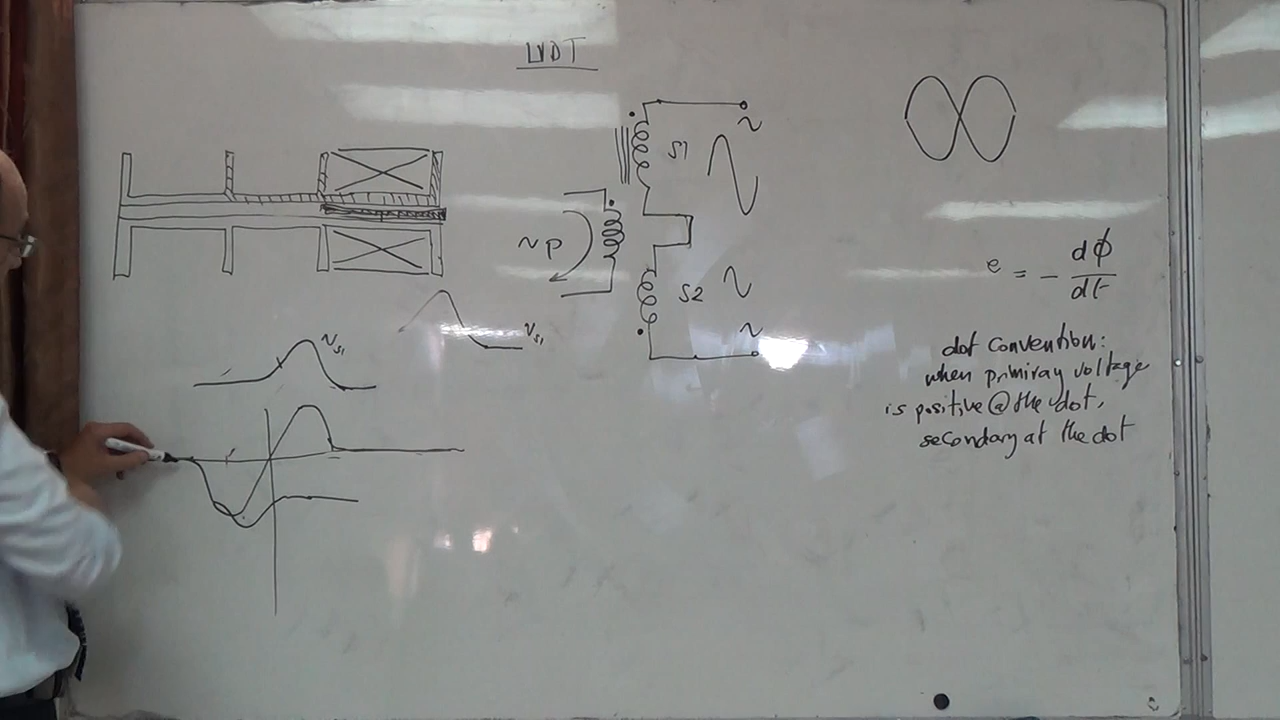 LVDT
S1
~P
S2
~
~
Vs1
Vs1
e = - dϕ/dt
dot convention:
when primiray voltage
is positive @ the dot,
secondary at the dot